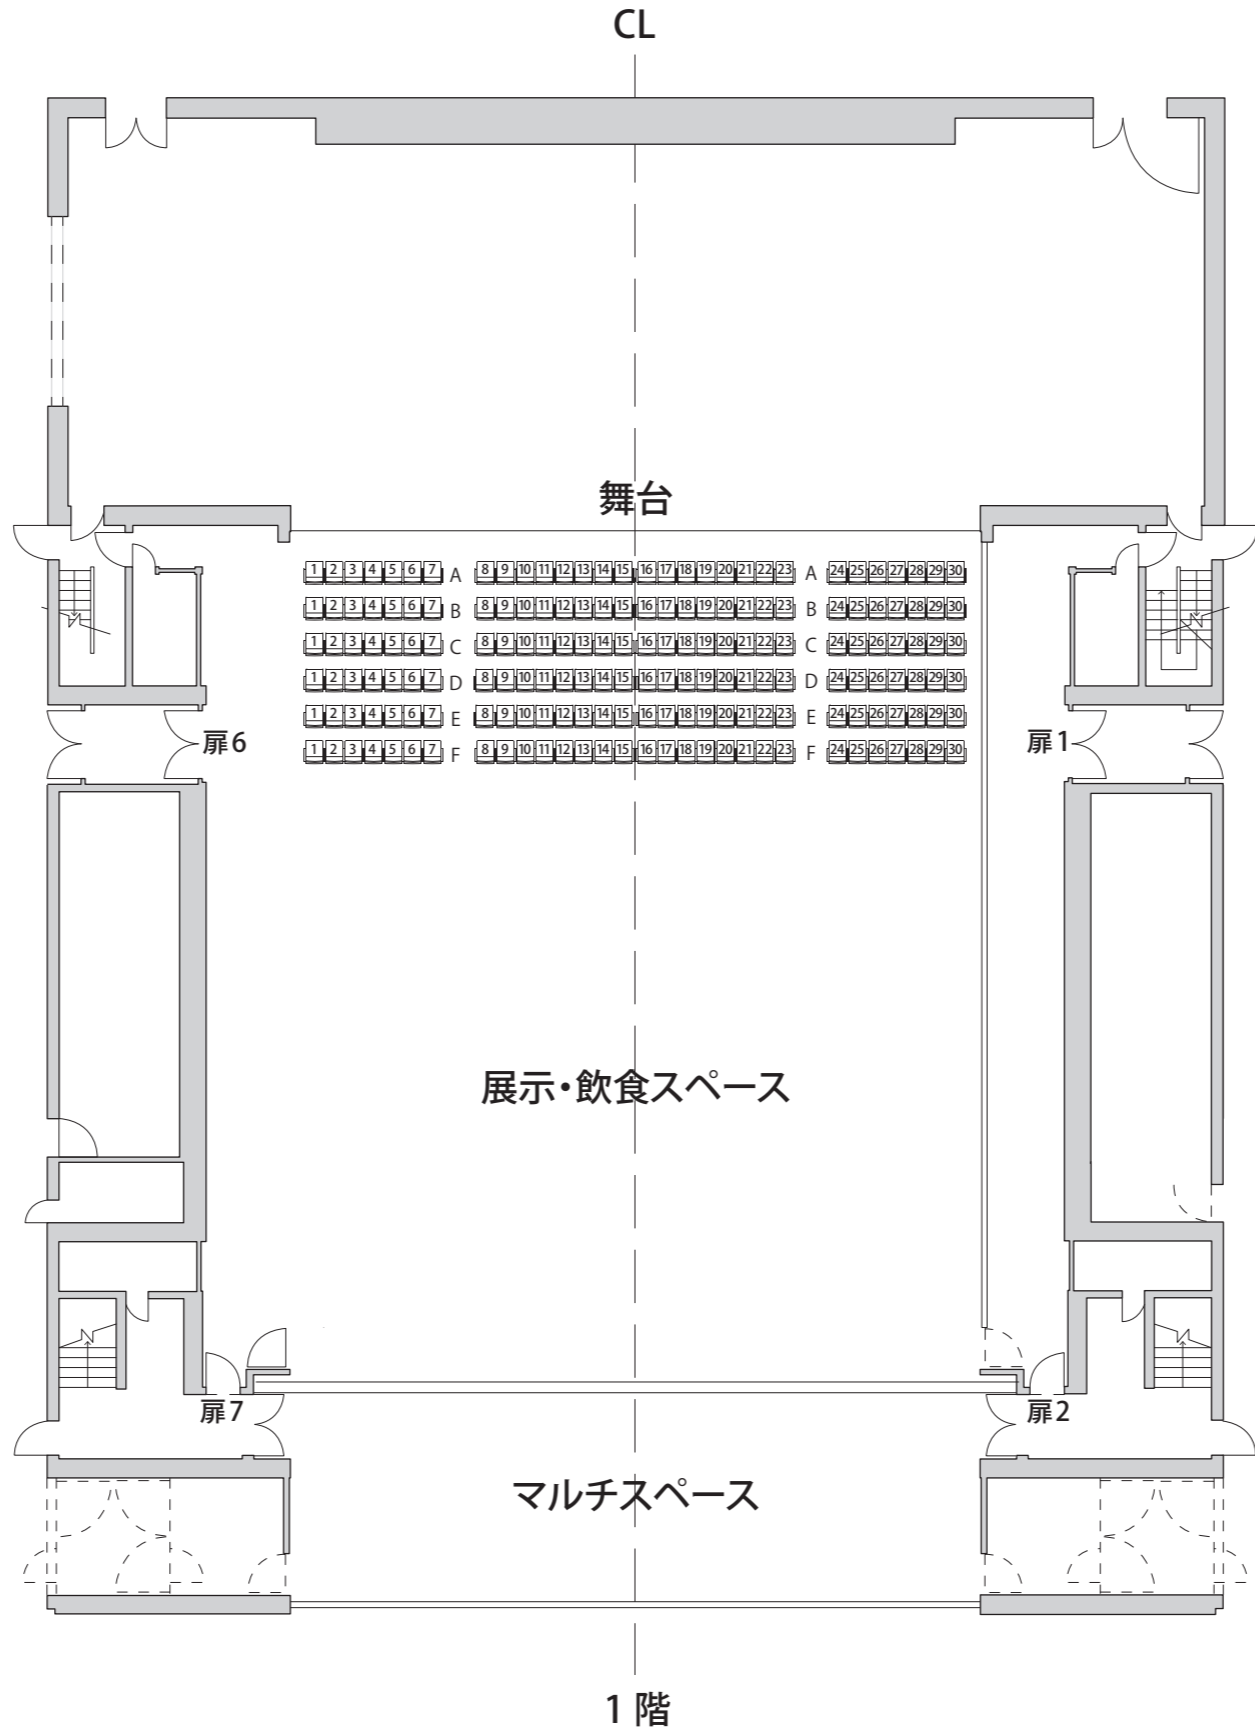 CL
舞台
1 2 3 4 5 6 7 A 8 9 10 11 12 13 14 15 16 17 18 19 20 21 22 23 A 24 25 26 27 28 29 30
1 2 3 4 5 6 7 B 8 9 10 11 12 13 14 15 16 17 18 19 20 21 22 23 B 24 25 26 27 28 29 30
1 2 3 4 5 6 7 C 8 9 10 11 12 13 14 15 16 17 18 19 20 21 22 23 C 24 25 26 27 28 29 30
1 2 3 4 5 6 7 D 8 9 10 11 12 13 14 15 16 17 18 19 20 21 22 23 D 24 25 26 27 28 29 30
1 2 3 4 5 6 7 E 8 9 10 11 12 13 14 15 16 17 18 19 20 21 22 23 E 24 25 26 27 28 29 30
扉6
扉1
1 2 3 4 5 6 7 F 8 9 10 11 12 13 14 15 16 17 18 19 20 21 22 23 F 24 25 26 27 28 29 30
展示・飲食スペース
扉7
扉2
マルチスペース
1 階